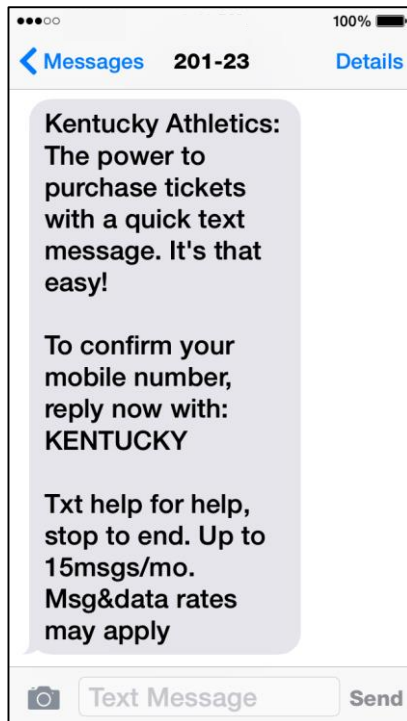 100%
Messages 201-23 Details
Kentucky Athletics:
The power to
purchase tickets
with a quick text
message. It's that
easy!
To confirm your
mobile number,
reply now with:
KENTUCKY
Txt help for help,
stop to end. Up to
15msgs/mo.
Msg&data rates
may apply
Text Message Send